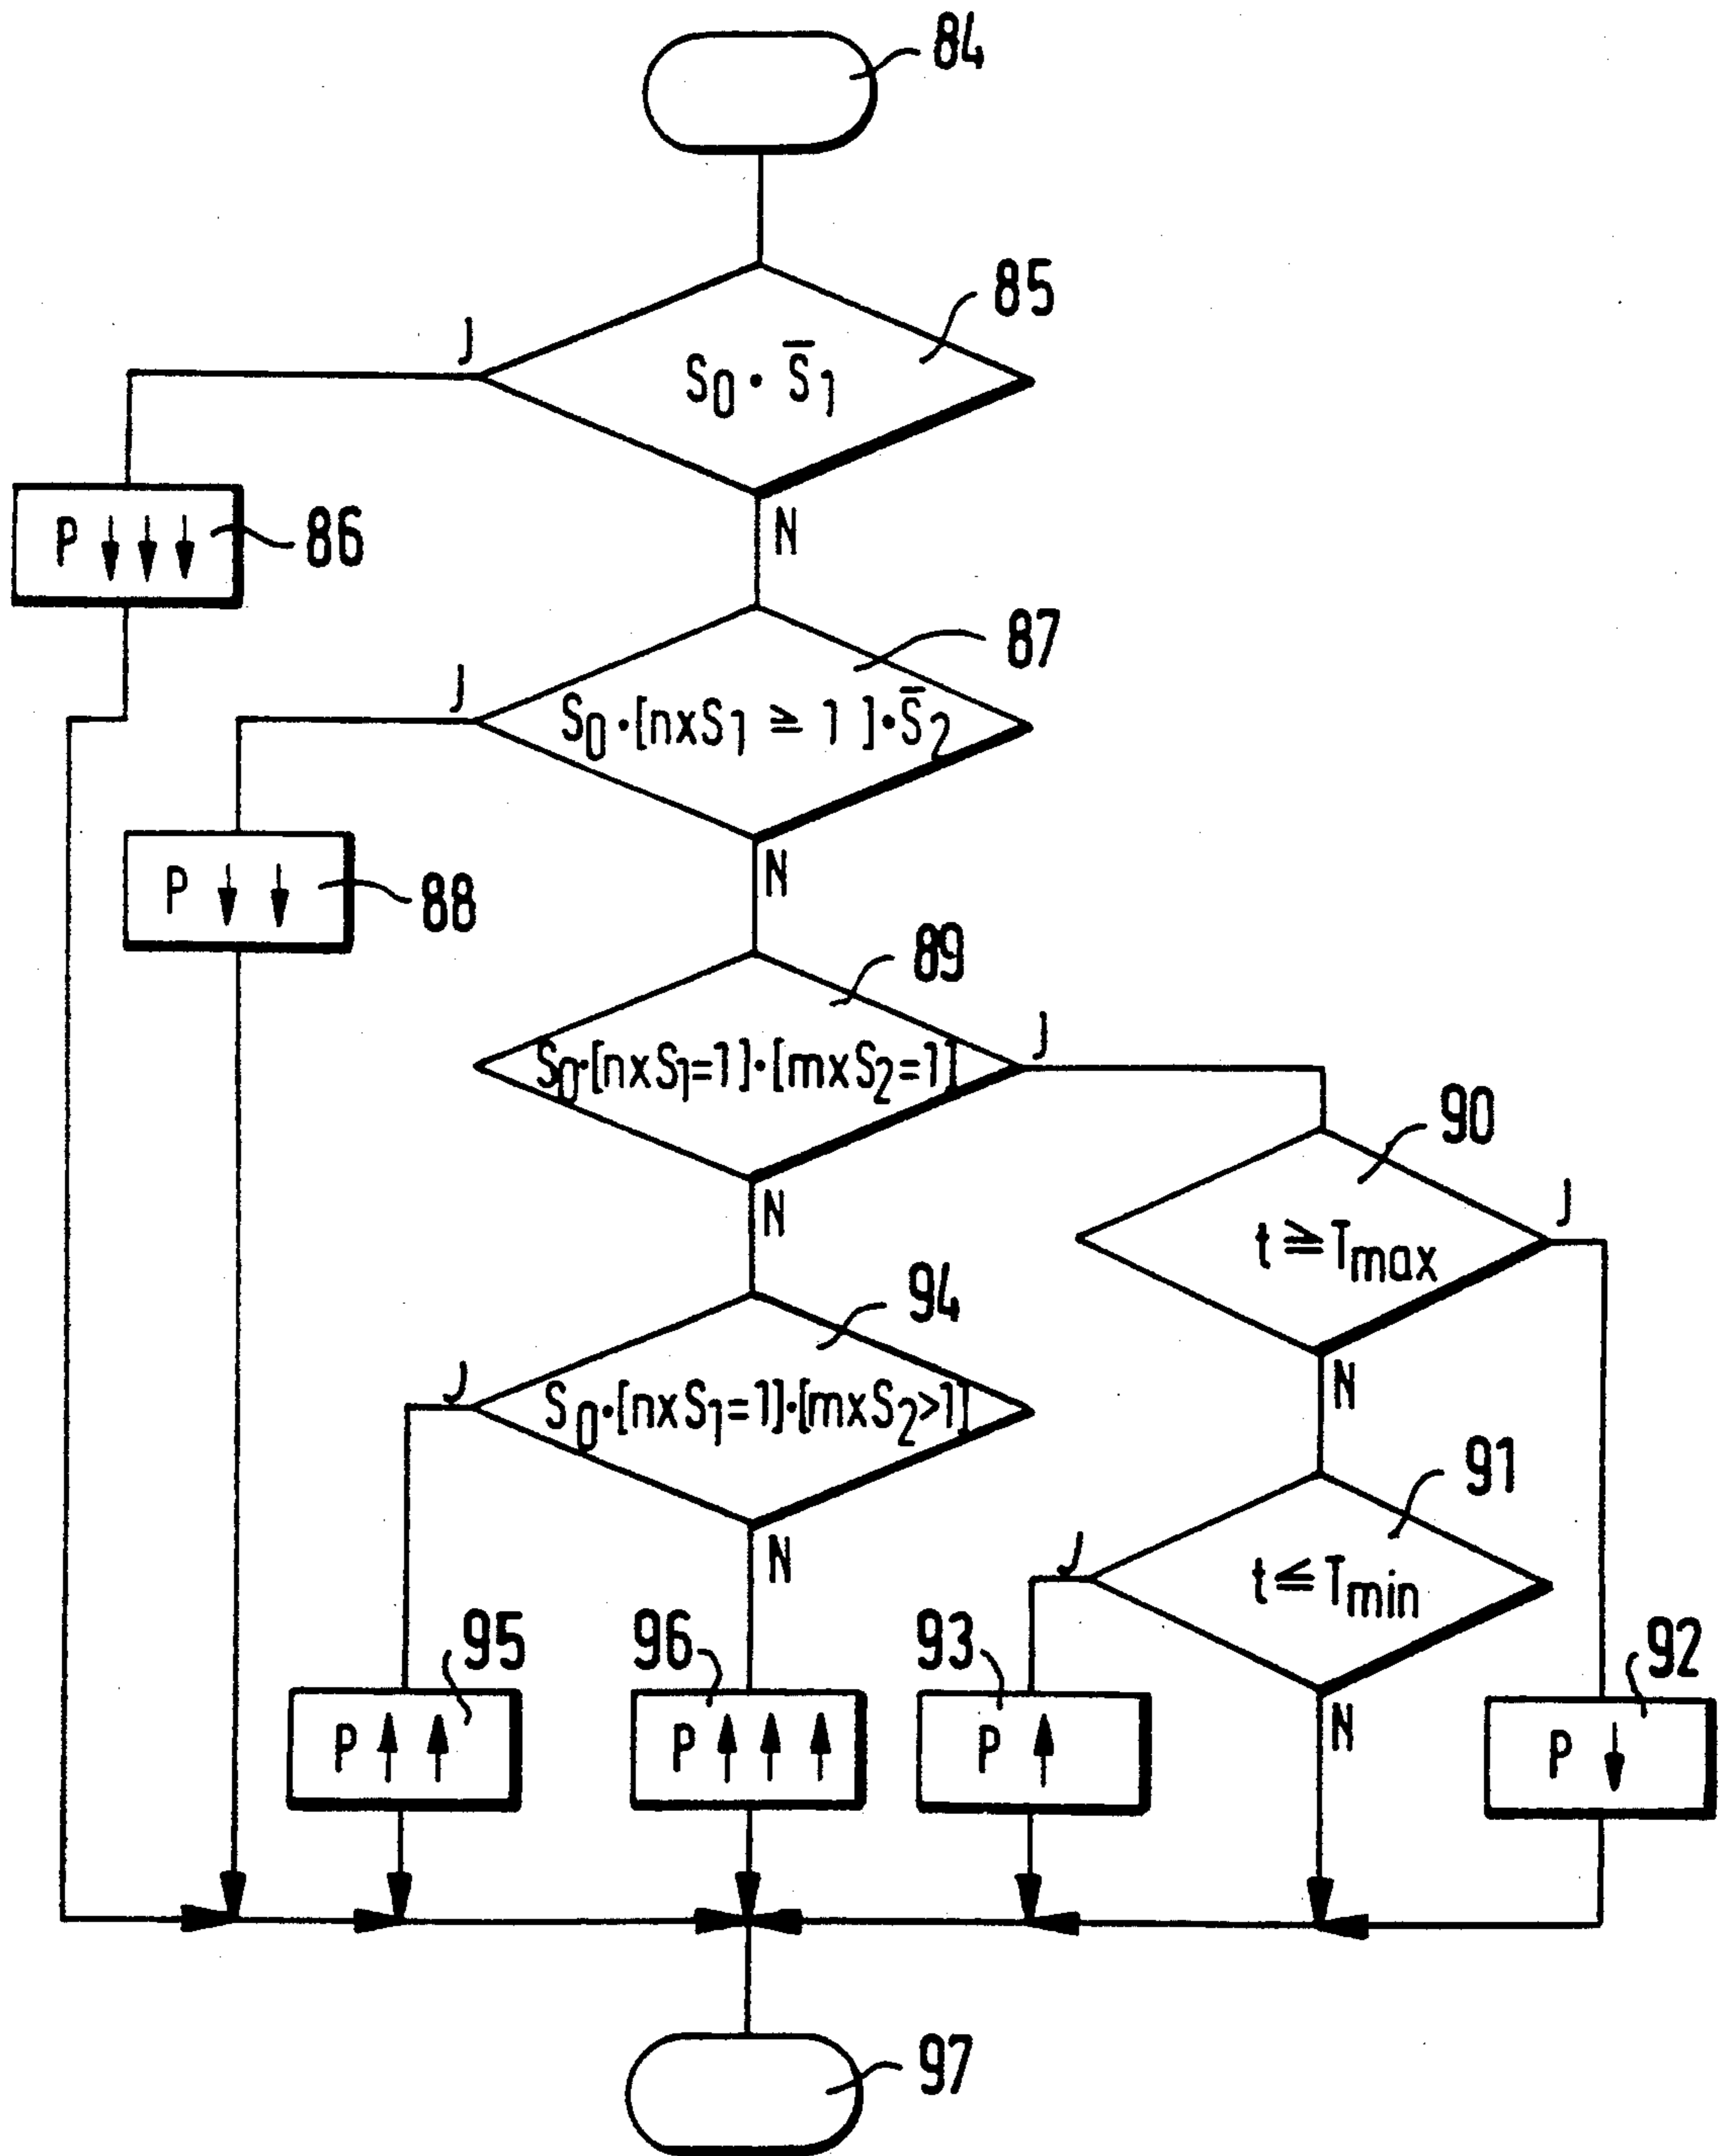 84
85
J
S₀ · S̅₁
P ↓ ↓ ↓
86
N
87
J
S₀·[nxS₁ ≧ 1 ]·S̅₂
P ↓ ↓
88
N
89
J
S₀·[nxS₁=1]·[mxS₂=1]
90
J
t ≧ Tmax
N
94
J
S₀·[nxS₁=1]·[mxS₂>1]
N
91
J
t ≦ Tmin
N
95
P ↑ ↑
96
P ↑ ↑ ↑
93
P ↑
N
92
P ↓
97